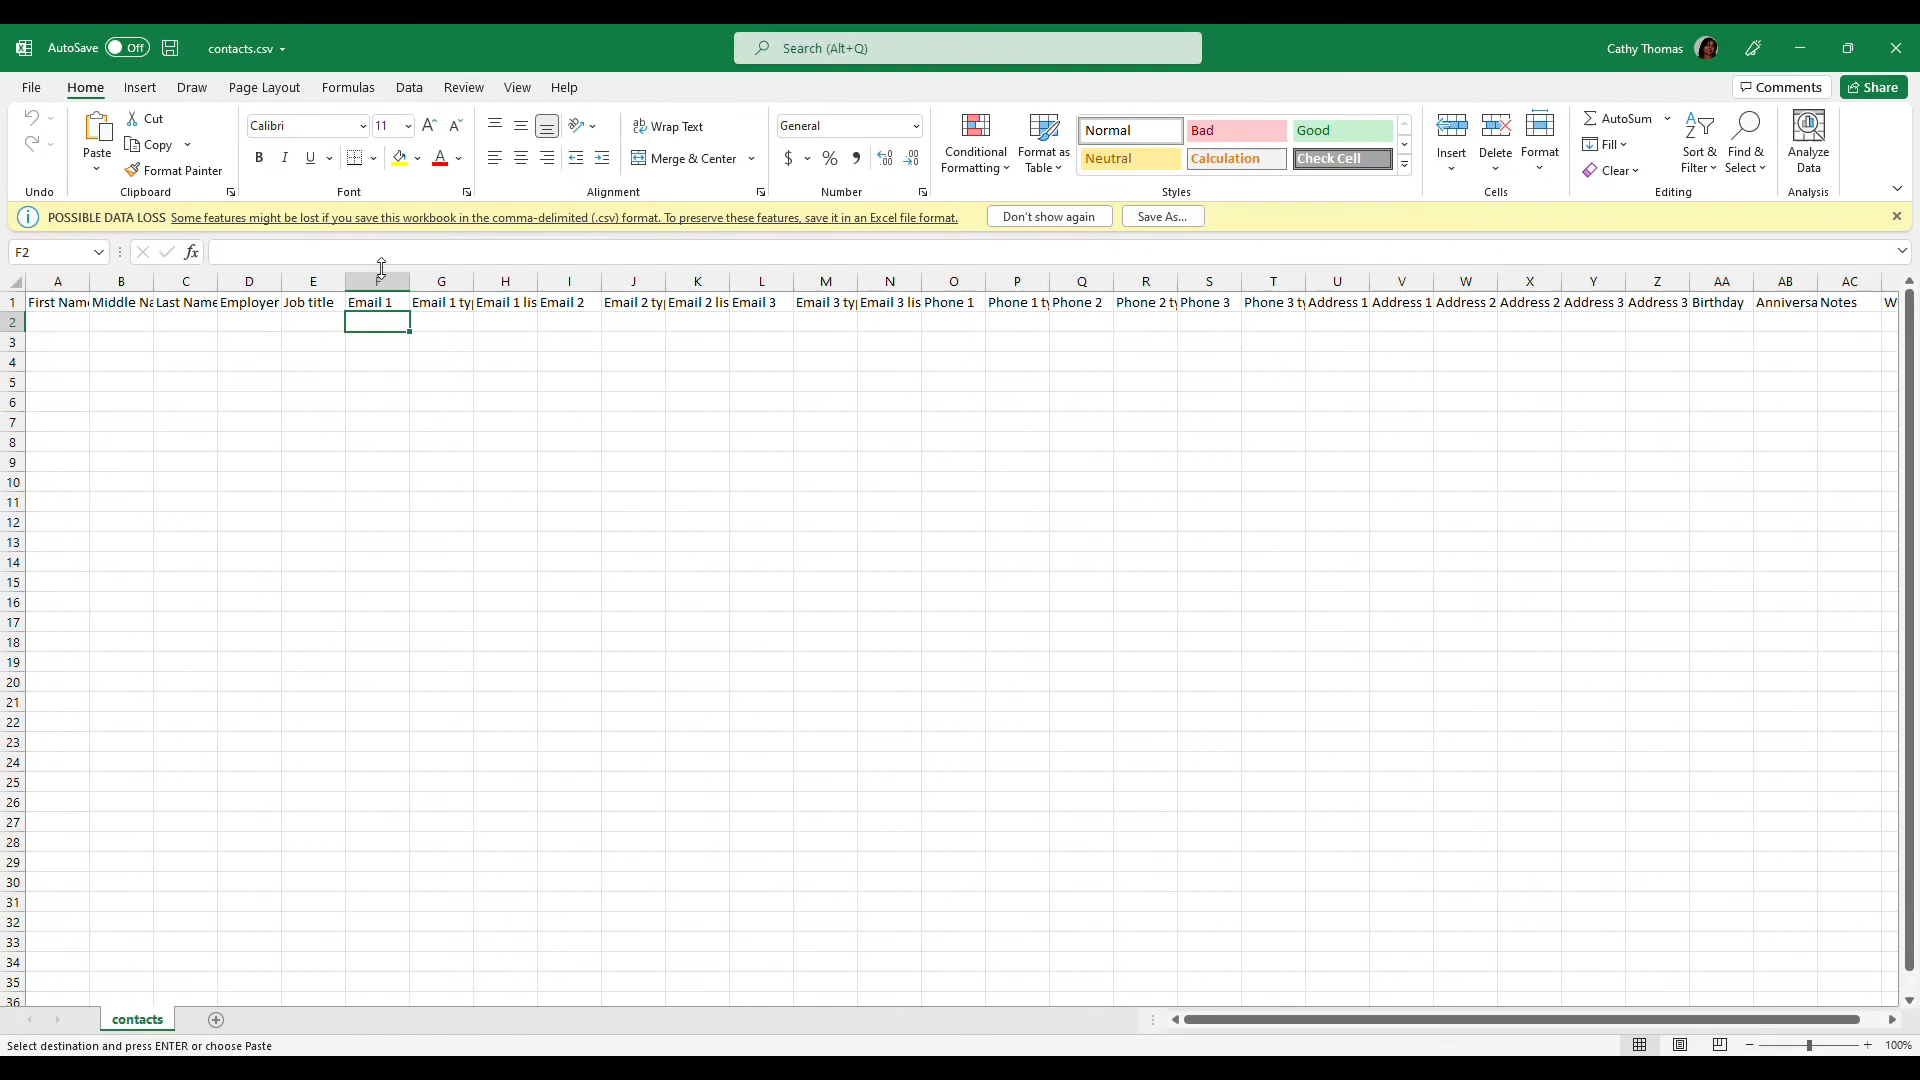 AutoSave Off contacts.csv Search (Alt+Q) Cathy Thomas
File Home Insert Draw Page Layout Formulas Data Review View Help Comments Share
Paste Cut Copy Format Painter
Calibri 11 B I U
Wrap Text Merge & Center
General $ % 9
Conditional Formatting Format as Table
Normal Bad Good
Neutral Calculation Check Cell
Insert Delete Format
AutoSum Fill Clear
Sort & Filter Find & Select
Analyze Data
Undo Clipboard Font Alignment Number Styles Cells Editing Analysis
POSSIBLE DATA LOSS Some features might be lost if you save this workbook in the comma-delimited (.csv) format. To preserve these features, save it in an Excel file format. Don't show again Save As...
F2 fx
A B C D E F G H I J K L M N O P Q R S T U V W X Y Z AA AB AC
1 First Name Middle Na Last Name Employer Job title Email 1 Email 1 typ Email 1 lis Email 2 Email 2 typ Email 2 lis Email 3 Email 3 typ Email 3 lis Phone 1 Phone 1 ty Phone 2 Phone 2 ty Phone 3 Phone 3 ty Address 1 Address 1 Address 2 Address 2 Address 3 Address 3 Birthday Anniversa Notes W
2
3
4
5
6
7
8
9
10
11
12
13
14
15
16
17
18
19
20
21
22
23
24
25
26
27
28
29
30
31
32
33
34
35
36
contacts
Select destination and press ENTER or choose Paste 100%